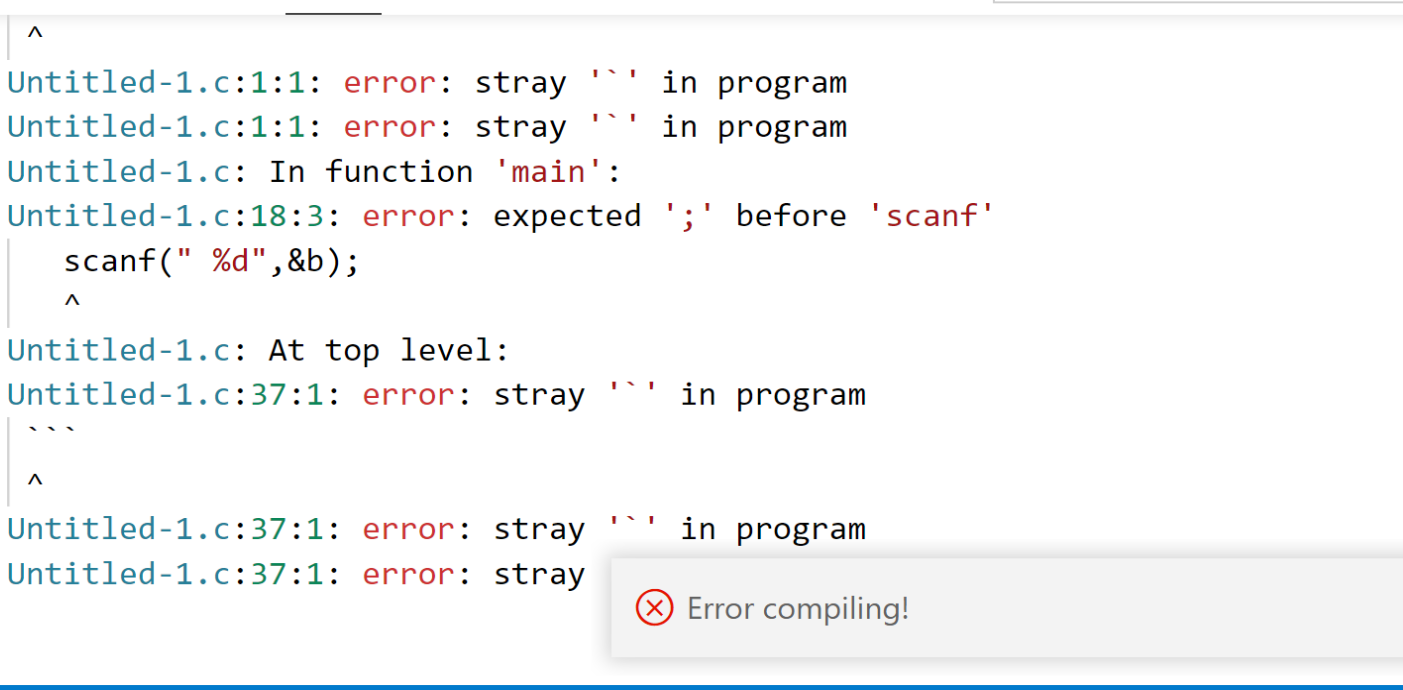 ^
Untitled-1.c:1:1: error: stray '`' in program
Untitled-1.c:1:1: error: stray '`' in program
Untitled-1.c: In function 'main':
Untitled-1.c:18:3: error: expected ';' before 'scanf'
scanf(" %d",&b);
^
Untitled-1.c: At top level:
Untitled-1.c:37:1: error: stray '`' in program
```
^
Untitled-1.c:37:1: error: stray '`' in program
Untitled-1.c:37:1: error: stray
Error compiling!